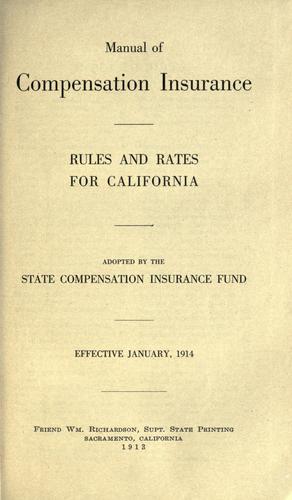 Manual of
Compensation Insurance
RULES AND RATES
FOR CALIFORNIA
ADOPTED BY THE
STATE COMPENSATION INSURANCE FUND
EFFECTIVE JANUARY, 1914
FRIEND WM. RICHARDSON, SUPT. STATE PRINTING
SACRAMENTO, CALIFORNIA
1913